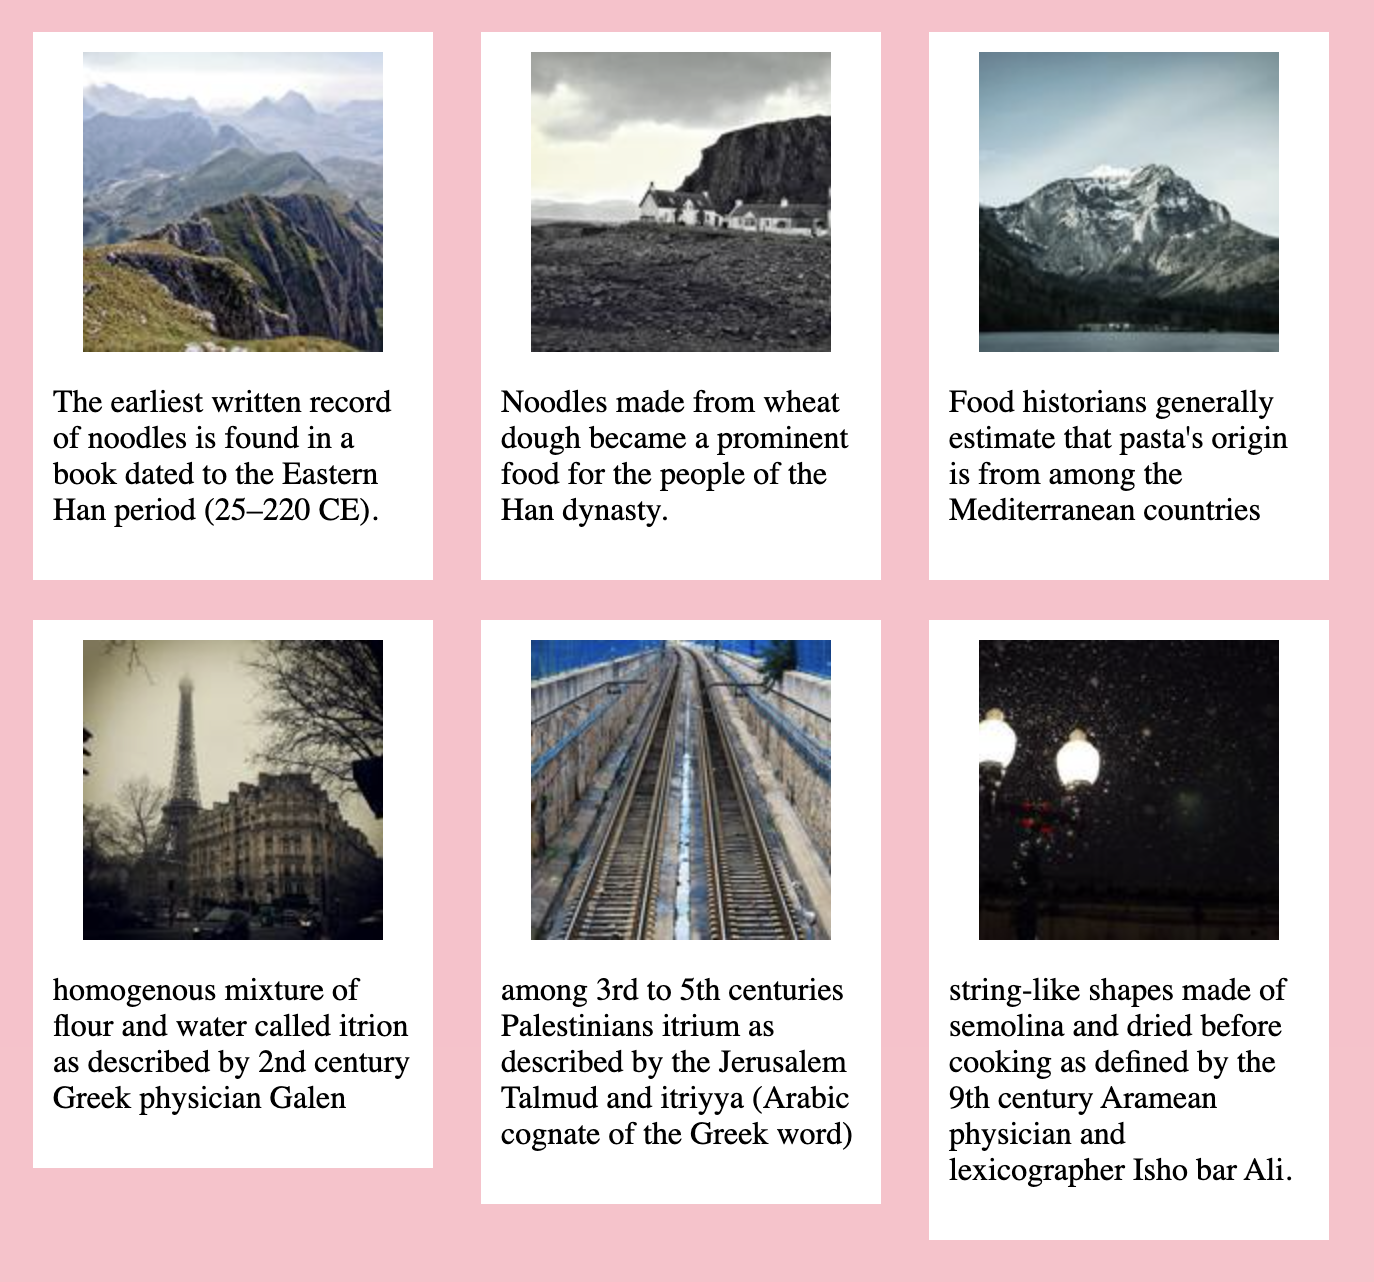 The earliest written record
of noodles is found in a
book dated to the Eastern
Han period (25–220 CE).
Noodles made from wheat
dough became a prominent
food for the people of the
Han dynasty.
Food historians generally
estimate that pasta's origin
is from among the
Mediterranean countries
homogenous mixture of
flour and water called itrion
as described by 2nd century
Greek physician Galen
among 3rd to 5th centuries
Palestinians itrium as
described by the Jerusalem
Talmud and itriyya (Arabic
cognate of the Greek word)
string-like shapes made of
semolina and dried before
cooking as defined by the
9th century Aramean
physician and
lexicographer Isho bar Ali.